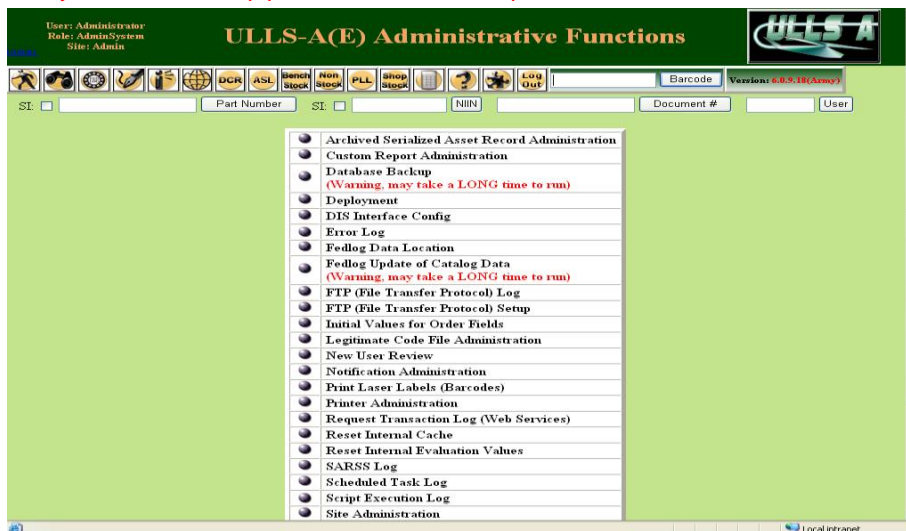 User: Administrator
Role: AdminSystem
Site: Admin
ULLS-A(E) Administrative Functions
ULLS A
DCR ASL Bench Stock Non Stock PLL Shop Stock Log Out Barcode Version: 6.0.9.18(Army)
SI: Part Number SI: NIIN Document # User
Archived Serialized Asset Record Administration
Custom Report Administration
Database Backup
(Warning, may take a LONG time to run)
Deployment
DIS Interface Config
Error Log
Fedlog Data Location
Fedlog Update of Catalog Data
(Warning, may take a LONG time to run)
FTP (File Transfer Protocol) Log
FTP (File Transfer Protocol) Setup
Initial Values for Order Fields
Legitimate Code File Administration
New User Review
Notification Administration
Print Laser Labels (Barcodes)
Printer Administration
Request Transaction Log (Web Services)
Reset Internal Cache
Reset Internal Evaluation Values
SARSS Log
Scheduled Task Log
Script Execution Log
Site Administration
Local intranet